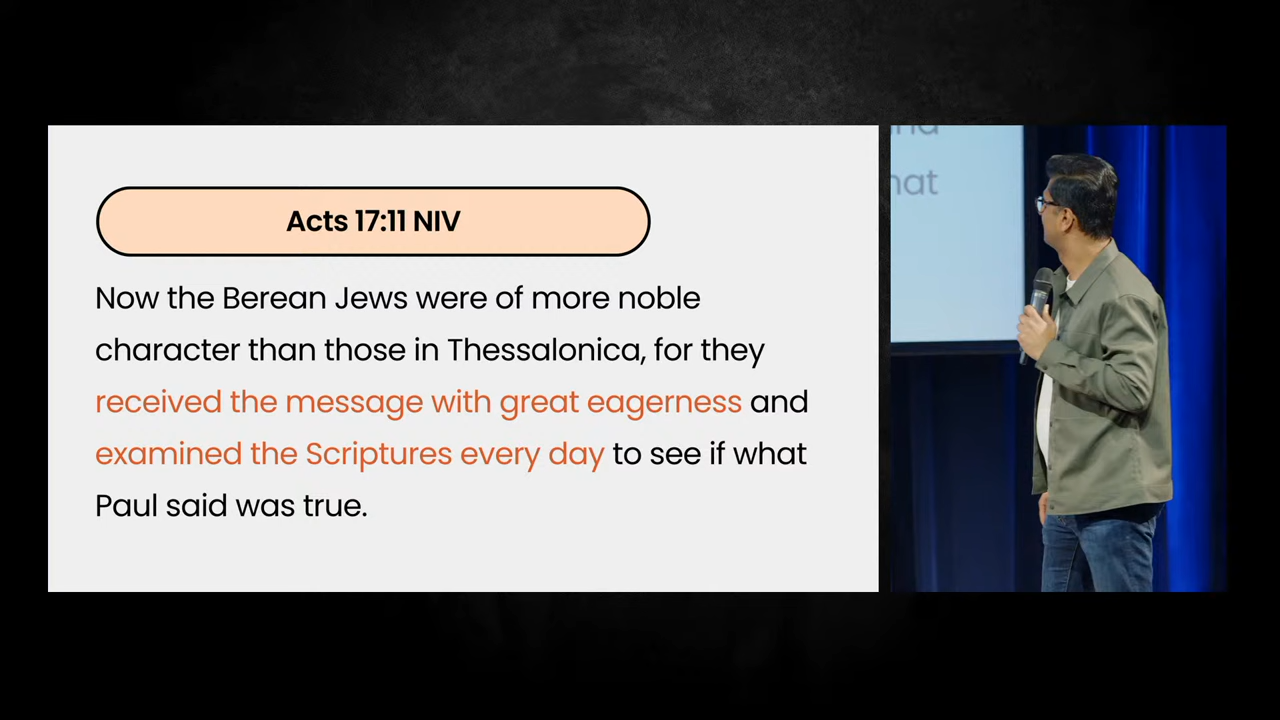 Acts 17:11 NIV
Now the Berean Jews were of more noble
character than those in Thessalonica, for they
received the message with great eagerness and
examined the Scriptures every day to see if what
Paul said was true.